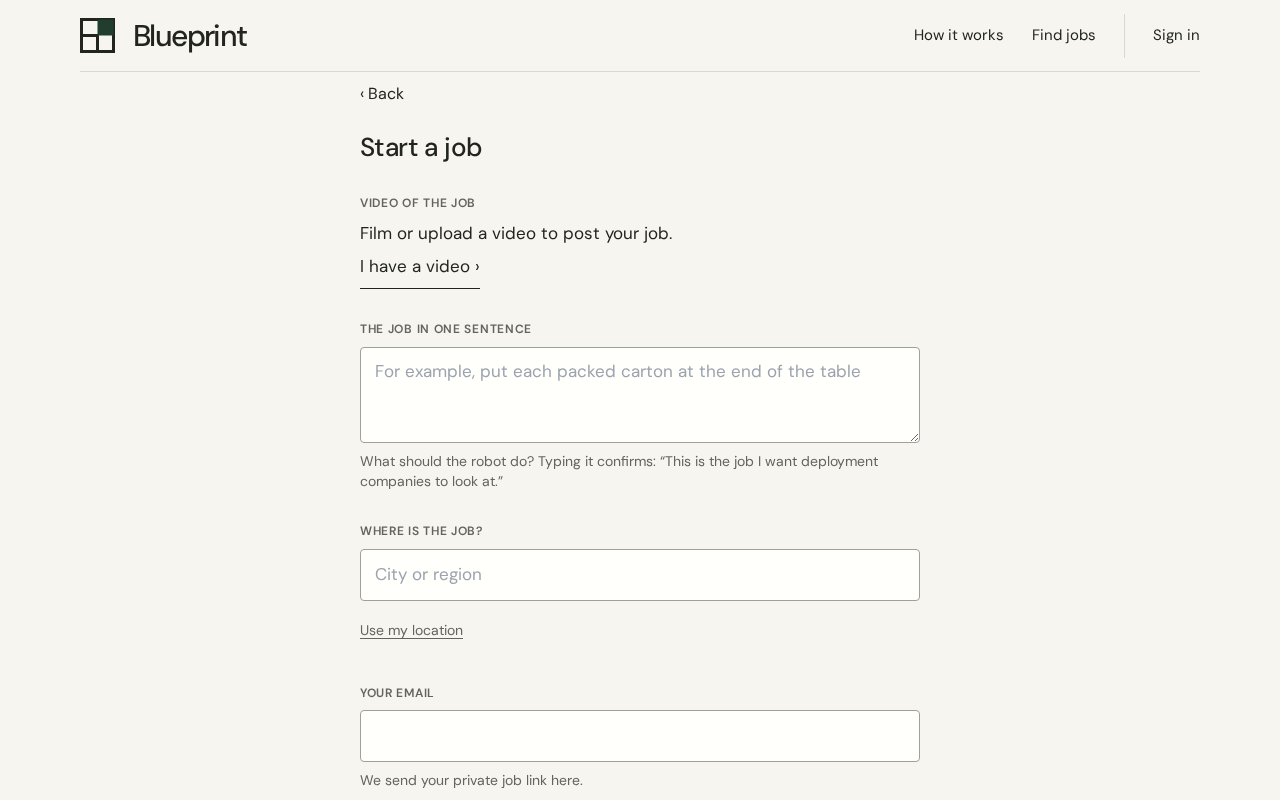 Blueprint
How it works
Find jobs
Sign in
‹ Back
Start a job
VIDEO OF THE JOB
Film or upload a video to post your job.
I have a video ›
THE JOB IN ONE SENTENCE
For example, put each packed carton at the end of the table
What should the robot do? Typing it confirms: “This is the job I want deployment
companies to look at.”
WHERE IS THE JOB?
City or region
Use my location
YOUR EMAIL
We send your private job link here.